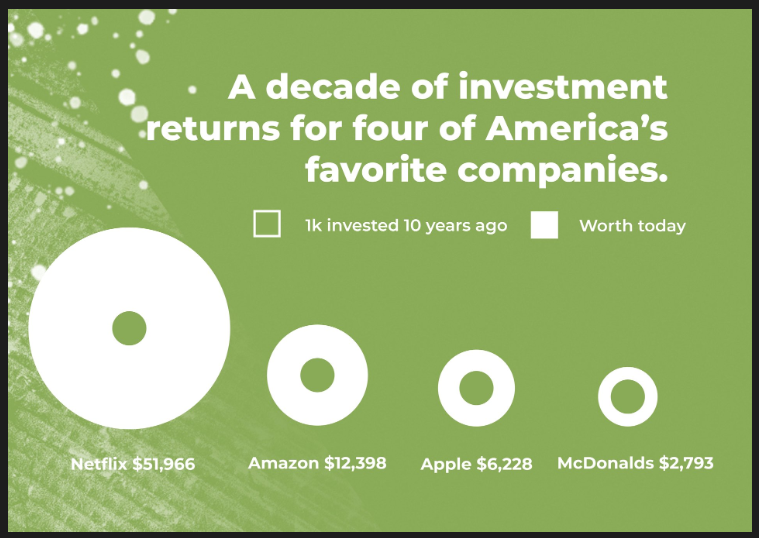 A decade of investment
returns for four of America’s
favorite companies.
1k invested 10 years ago Worth today
Netflix $51,966 Amazon $12,398 Apple $6,228 McDonalds $2,793